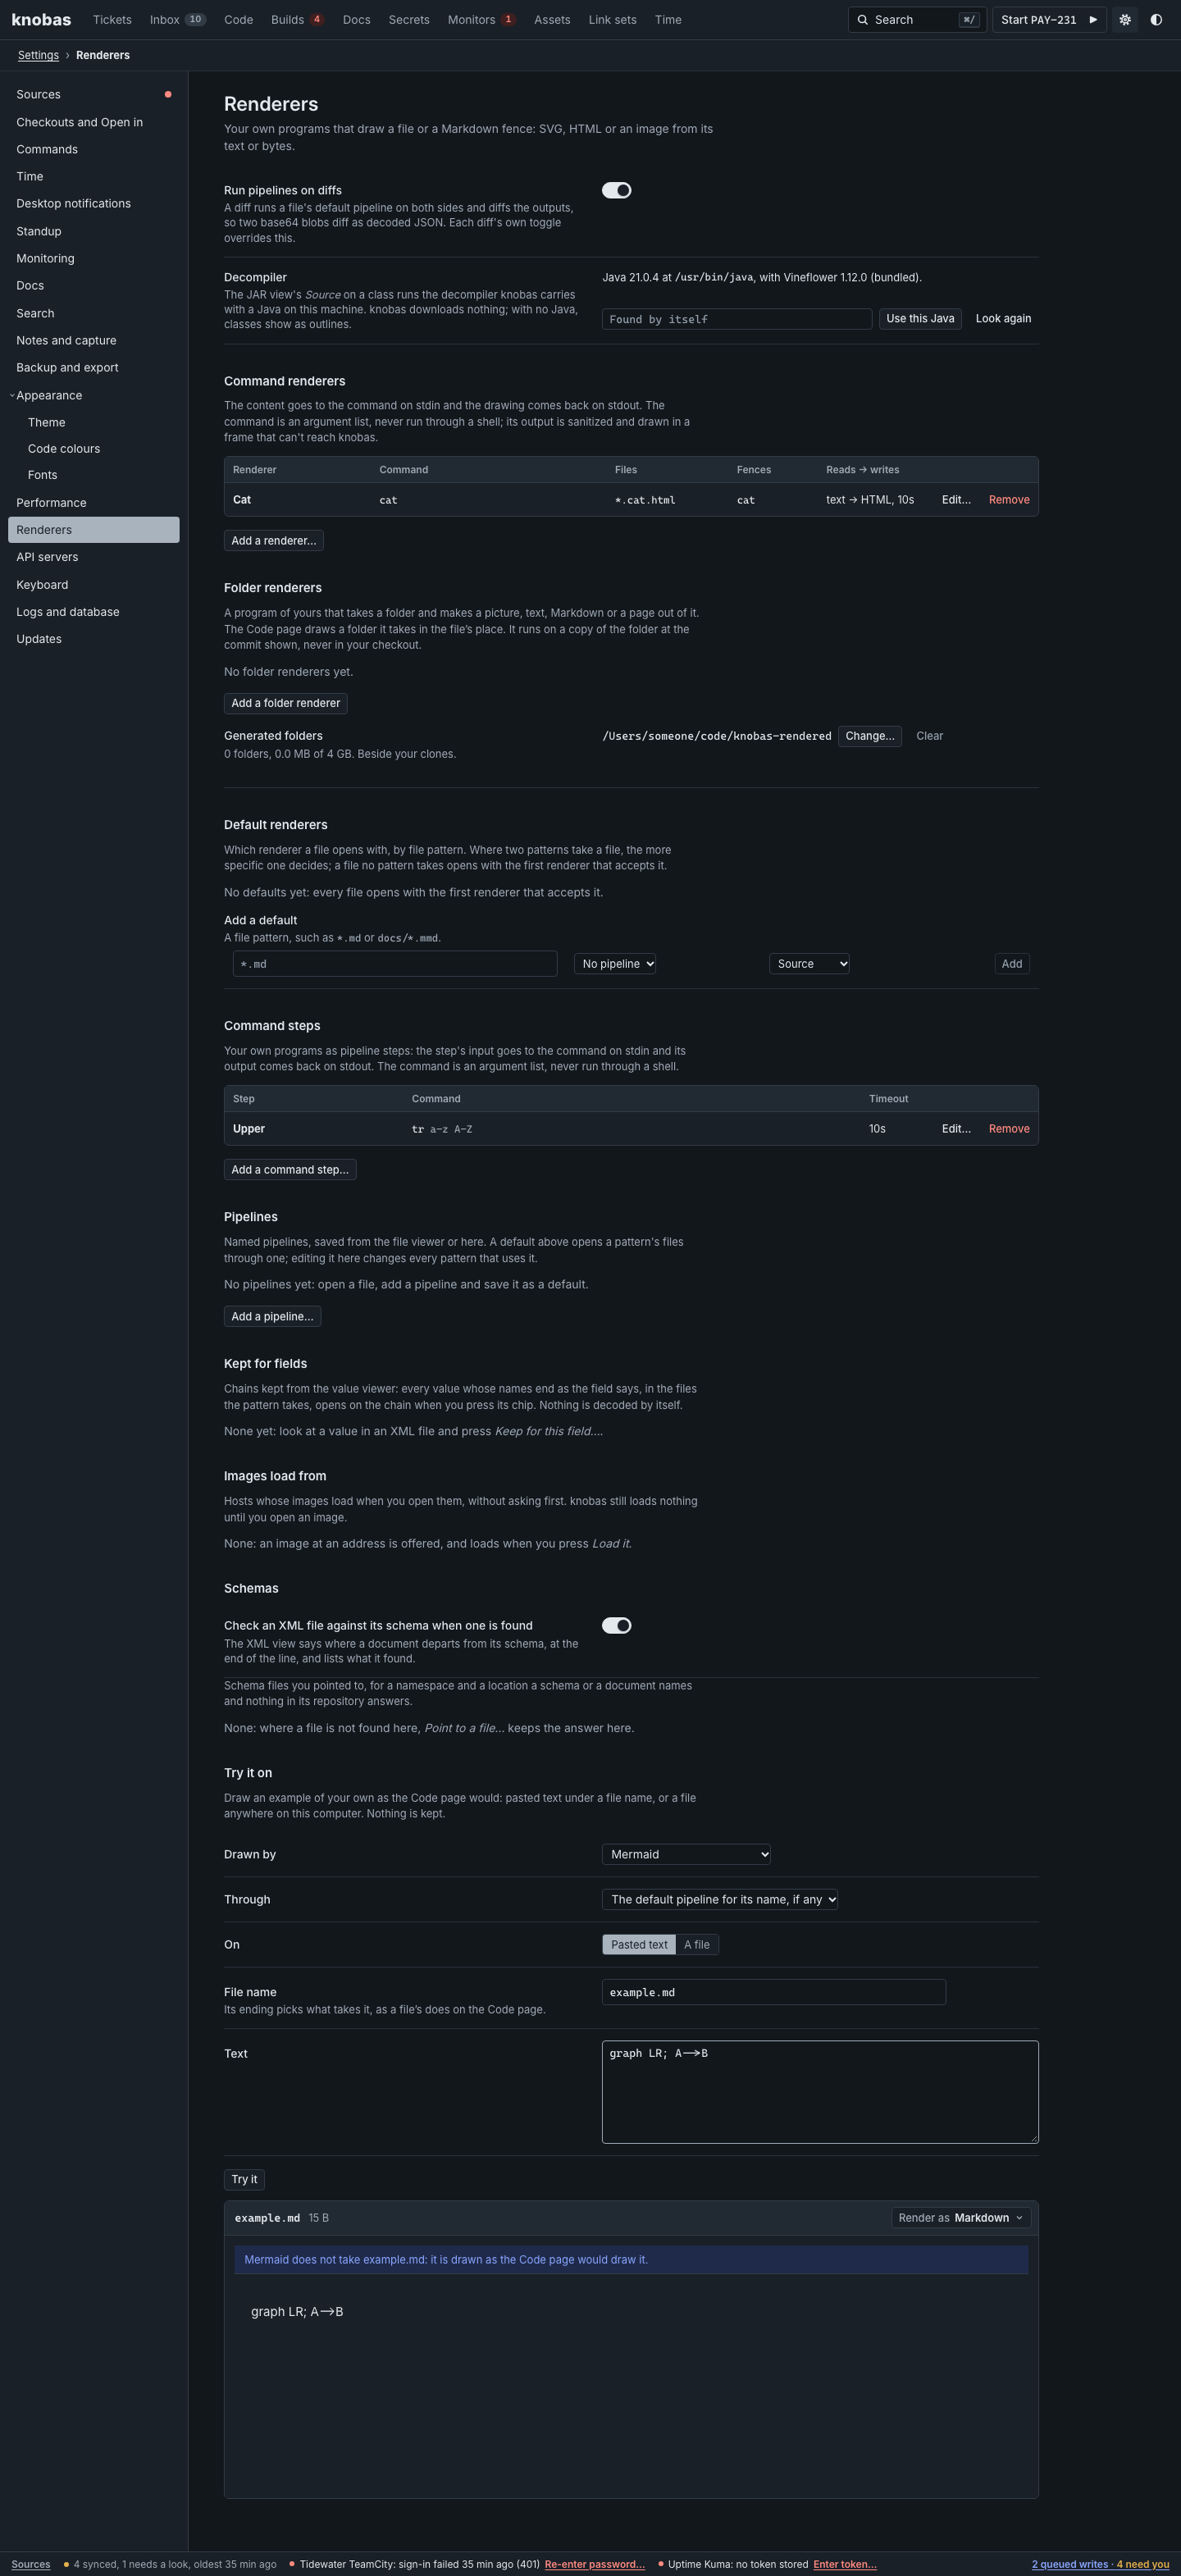 knobas Tickets Inbox 10 Code Builds 4 Docs Secrets Monitors 1 Assets Link sets Time Search ⌘/ Start PAY-231
Settings › Renderers
Sources
Checkouts and Open in
Commands
Time
Desktop notifications
Standup
Monitoring
Docs
Search
Notes and capture
Backup and export
Appearance
Theme
Code colours
Fonts
Performance
Renderers
API servers
Keyboard
Logs and database
Updates
Renderers
Your own programs that draw a file or a Markdown fence: SVG, HTML or an image from its
text or bytes.
Run pipelines on diffs
A diff runs a file's default pipeline on both sides and diffs the outputs,
so two base64 blobs diff as decoded JSON. Each diff's own toggle
overrides this.
Decompiler
The JAR view's Source on a class runs the decompiler knobas carries
with a Java on this machine. knobas downloads nothing; with no Java,
classes show as outlines.
Java 21.0.4 at /usr/bin/java, with Vineflower 1.12.0 (bundled).
Found by itself Use this Java Look again
Command renderers
The content goes to the command on stdin and the drawing comes back on stdout. The
command is an argument list, never run through a shell; its output is sanitized and drawn in a
frame that can't reach knobas.
Renderer Command Files Fences Reads → writes
Cat cat *.cat.html cat text → HTML, 10s Edit... Remove
Add a renderer...
Folder renderers
A program of yours that takes a folder and makes a picture, text, Markdown or a page out of it.
The Code page draws a folder it takes in the file's place. It runs on a copy of the folder at the
commit shown, never in your checkout.
No folder renderers yet.
Add a folder renderer
Generated folders
0 folders, 0.0 MB of 4 GB. Beside your clones.
/Users/someone/code/knobas-rendered Change... Clear
Default renderers
Which renderer a file opens with, by file pattern. Where two patterns take a file, the more
specific one decides; a file no pattern takes opens with the first renderer that accepts it.
No defaults yet: every file opens with the first renderer that accepts it.
Add a default
A file pattern, such as *.md or docs/*.mmd.
*.md No pipeline Source Add
Command steps
Your own programs as pipeline steps: the step's input goes to the command on stdin and its
output comes back on stdout. The command is an argument list, never run through a shell.
Step Command Timeout
Upper tr a-z A-Z 10s Edit... Remove
Add a command step...
Pipelines
Named pipelines, saved from the file viewer or here. A default above opens a pattern's files
through one; editing it here changes every pattern that uses it.
No pipelines yet: open a file, add a pipeline and save it as a default.
Add a pipeline...
Kept for fields
Chains kept from the value viewer: every value whose names end as the field says, in the files
the pattern takes, opens on the chain when you press its chip. Nothing is decoded by itself.
None yet: look at a value in an XML file and press Keep for this field....
Images load from
Hosts whose images load when you open them, without asking first. knobas still loads nothing
until you open an image.
None: an image at an address is offered, and loads when you press Load it.
Schemas
Check an XML file against its schema when one is found
The XML view says where a document departs from its schema, at the
end of the line, and lists what it found.
Schema files you pointed to, for a namespace and a location a schema or a document names
and nothing in its repository answers.
None: where a file is not found here, Point to a file... keeps the answer here.
Try it on
Draw an example of your own as the Code page would: pasted text under a file name, or a file
anywhere on this computer. Nothing is kept.
Drawn by Mermaid
Through The default pipeline for its name, if any
On Pasted text A file
File name example.md
Its ending picks what takes it, as a file's does on the Code page.
Text graph LR; A-->B
Try it
example.md 15 B Render as Markdown
Mermaid does not take example.md: it is drawn as the Code page would draw it.
graph LR; A-->B
Sources 4 synced, 1 needs a look, oldest 35 min ago Tidewater TeamCity: sign-in failed 35 min ago (401) Re-enter password... Uptime Kuma: no token stored Enter token... 2 queued writes · 4 need you